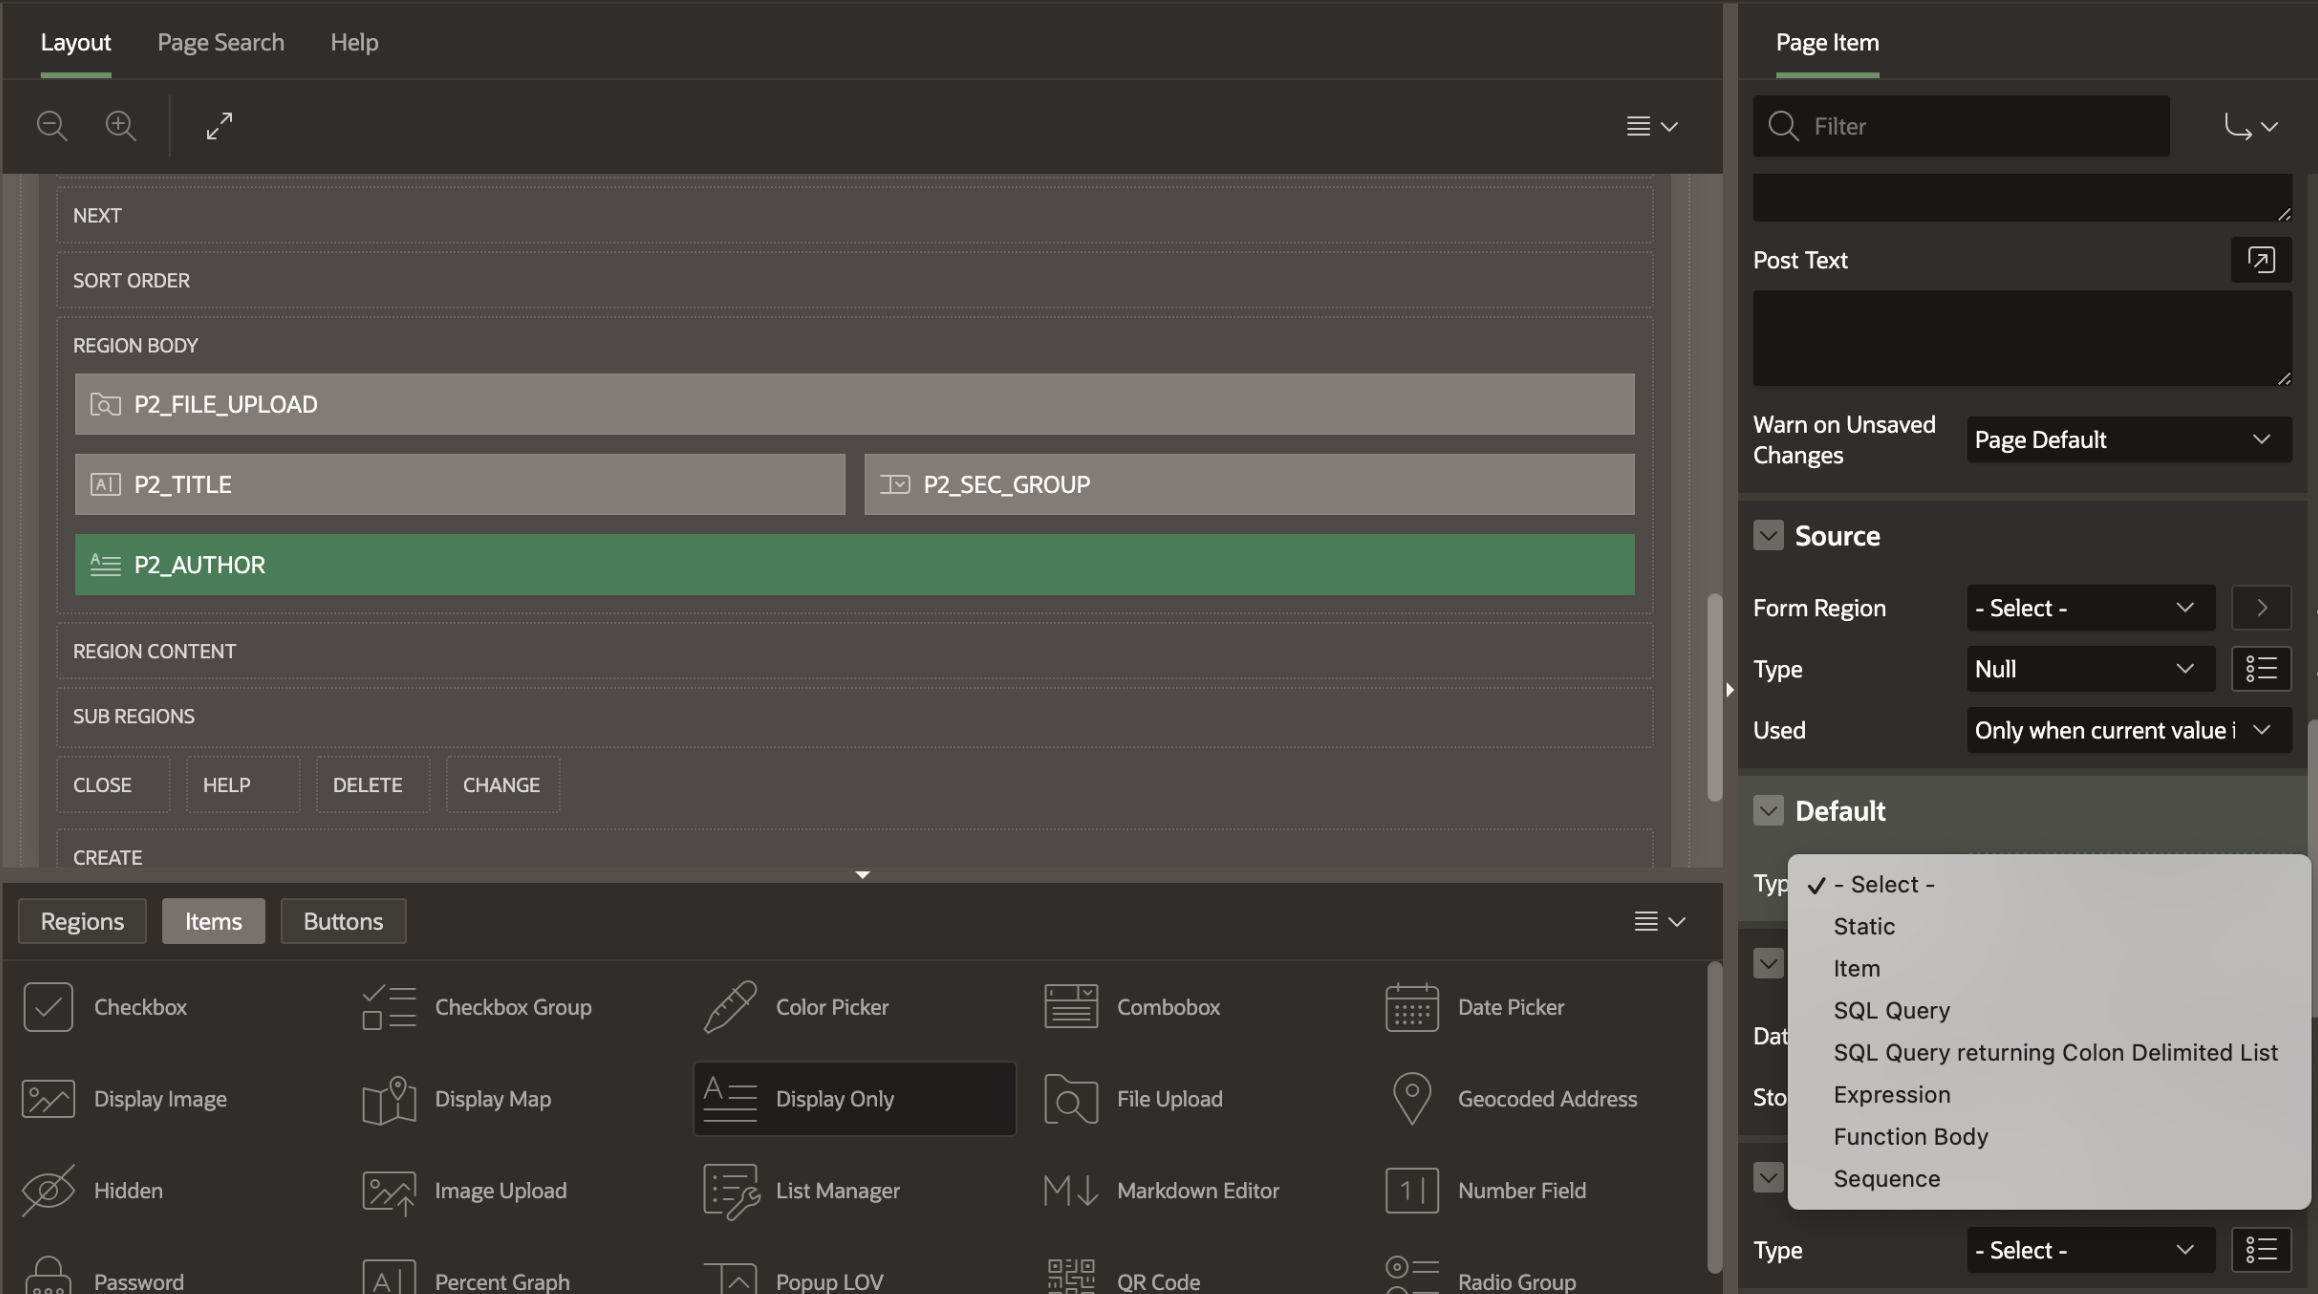 Layout
Page Search
Help
NEXT
SORT ORDER
REGION BODY
P2_FILE_UPLOAD
P2_TITLE
P2_SEC_GROUP
P2_AUTHOR
REGION CONTENT
SUB REGIONS
CLOSE
HELP
DELETE
CHANGE
CREATE
Regions
Items
Buttons
Checkbox
Checkbox Group
Color Picker
Combobox
Date Picker
Display Image
Display Map
Display Only
File Upload
Geocoded Address
Hidden
Image Upload
List Manager
Markdown Editor
Number Field
Password
Percent Graph
Popup LOV
QR Code
Radio Group
Page Item
Filter
Post Text
Warn on Unsaved
Changes
Page Default
Source
Form Region
- Select -
Type
Null
Used
Only when current value i
Default
Typ
- Select -
Static
Item
SQL Query
SQL Query returning Colon Delimited List
Expression
Function Body
Sequence
Dat
Sto
Type
- Select -